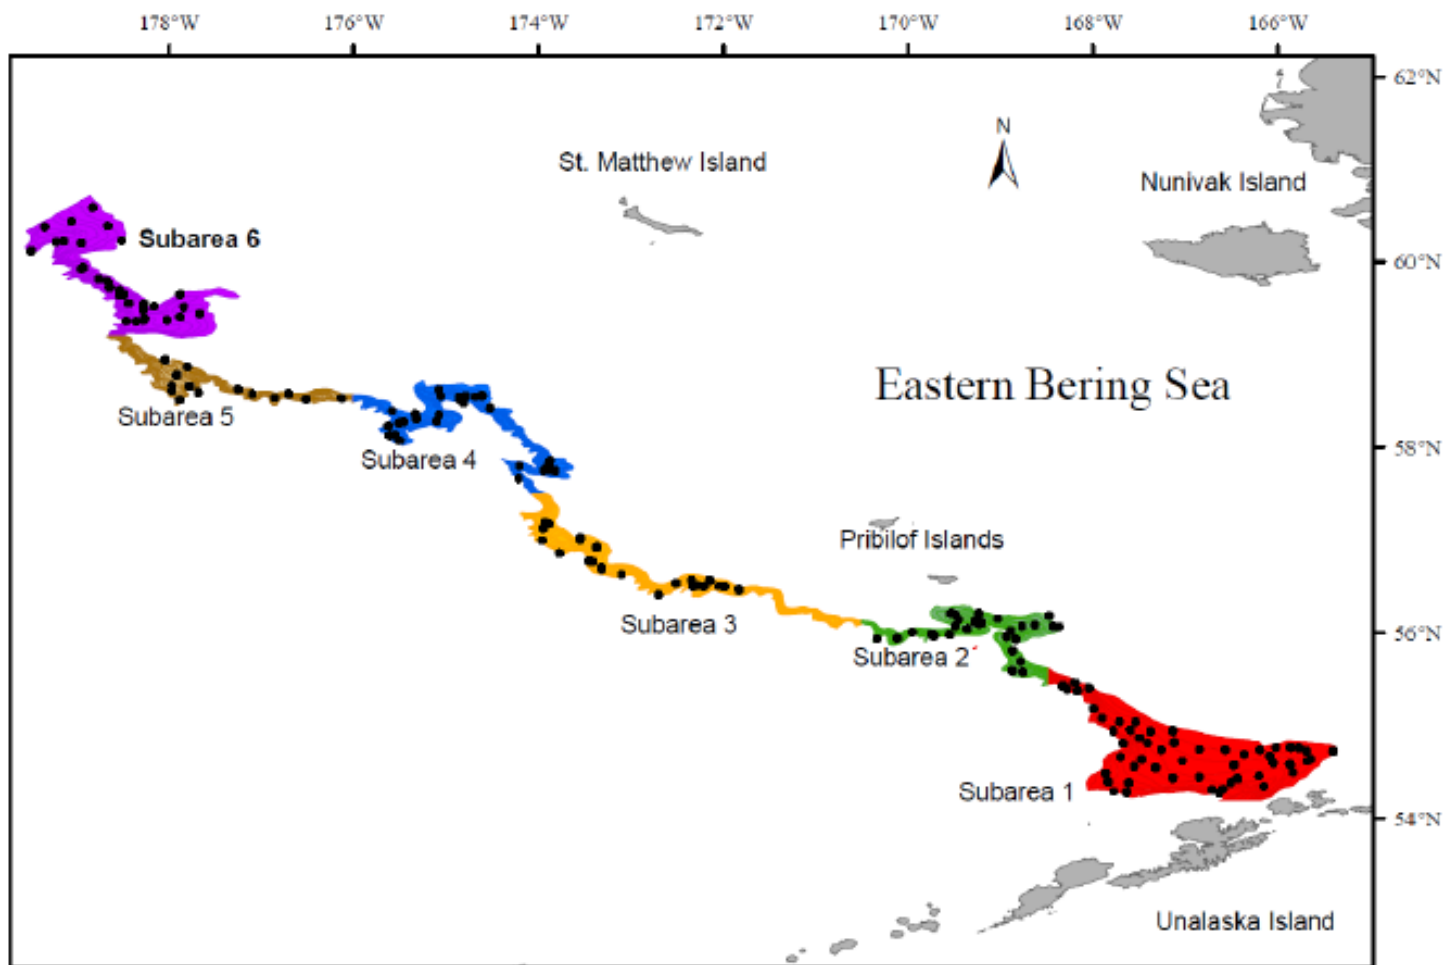 178°W 176°W 174°W 172°W 170°W 168°W 166°W
62°N
N
St. Matthew Island
Nunivak Island
Subarea 6
60°N
Eastern Bering Sea
Subarea 5
58°N
Subarea 4
Pribilof Islands
Subarea 3
56°N
Subarea 2
Subarea 1
54°N
Unalaska Island